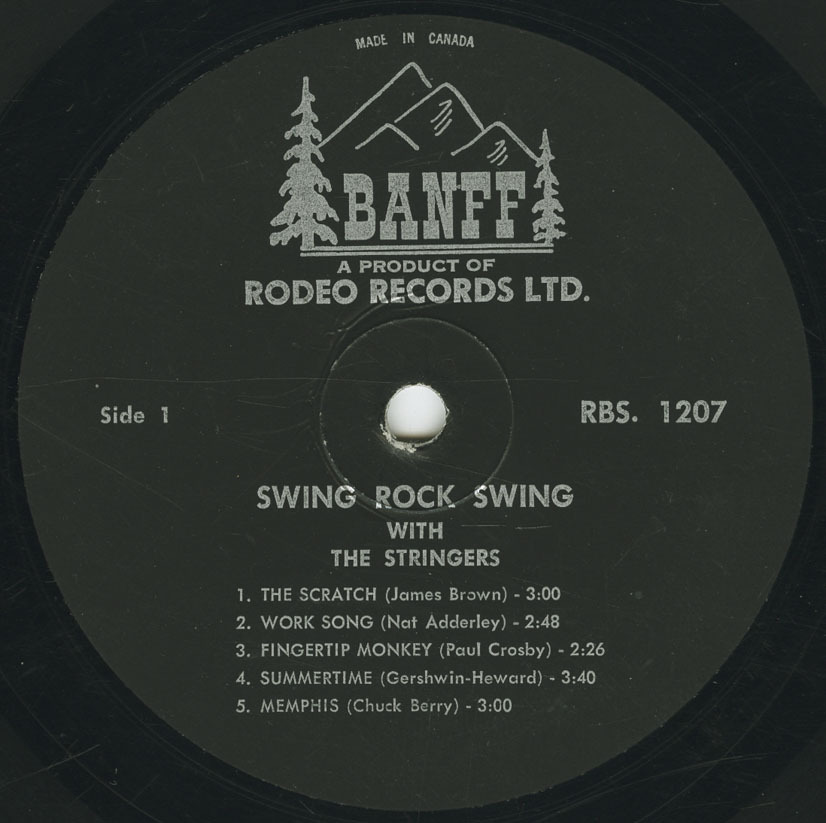 MADE IN CANADA
BANFF
A PRODUCT OF
RODEO RECORDS LTD.
Side 1
RBS. 1207
SWING ROCK SWING
WITH
THE STRINGERS
1. THE SCRATCH (James Brown) - 3:00
2. WORK SONG (Nat Adderley) - 2:48
3. FINGERTIP MONKEY (Paul Crosby) - 2:26
4. SUMMERTIME (Gershwin-Heward) - 3:40
5. MEMPHIS (Chuck Berry) - 3:00